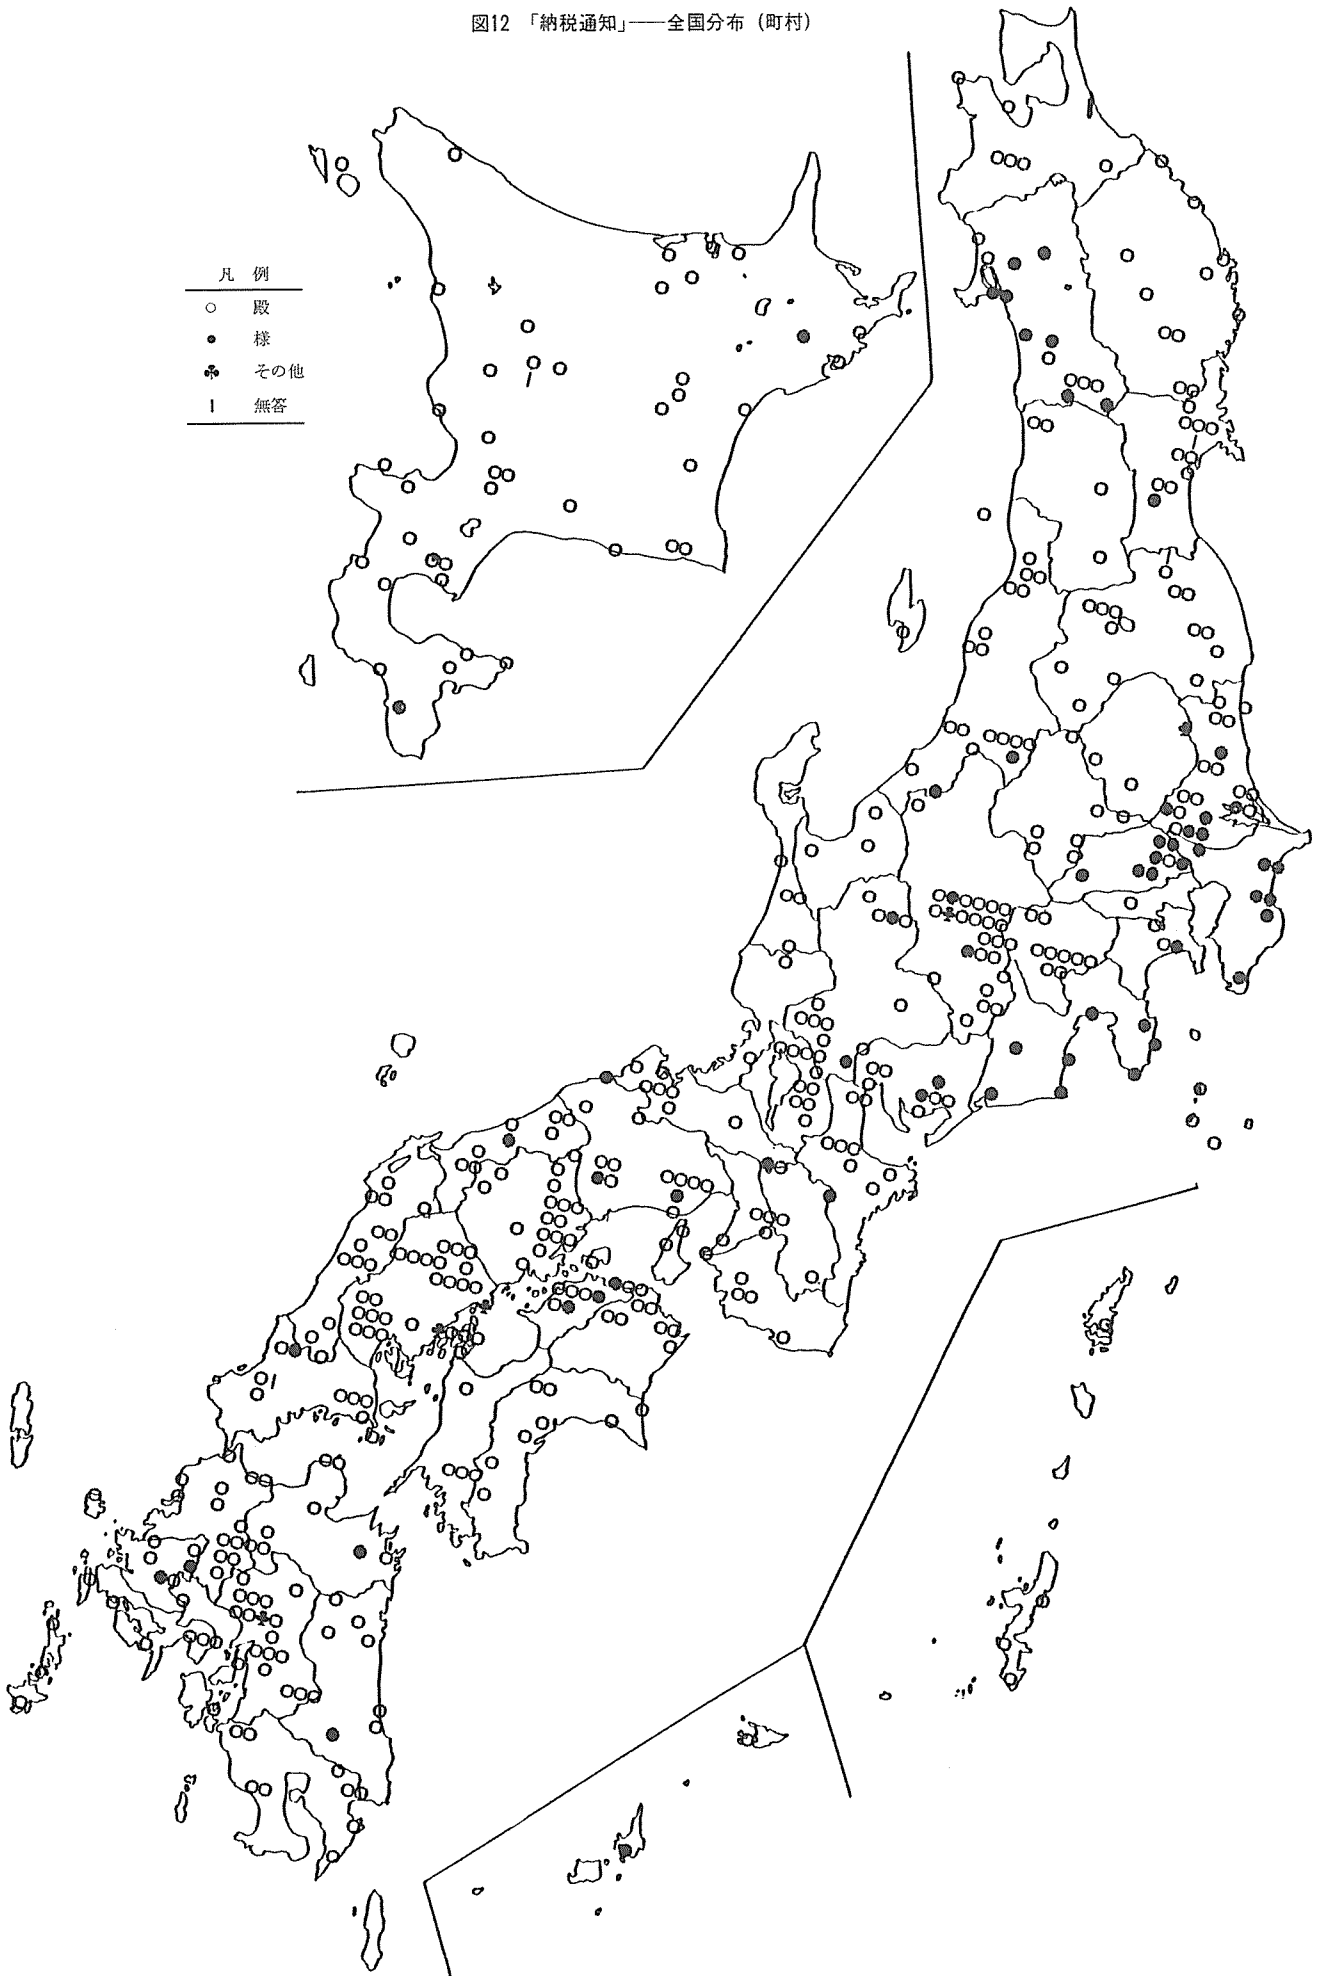 図12 「納税通知」──全国分布 (町村)
凡 例
○ 殿
● 様
♣ その他
| 無答